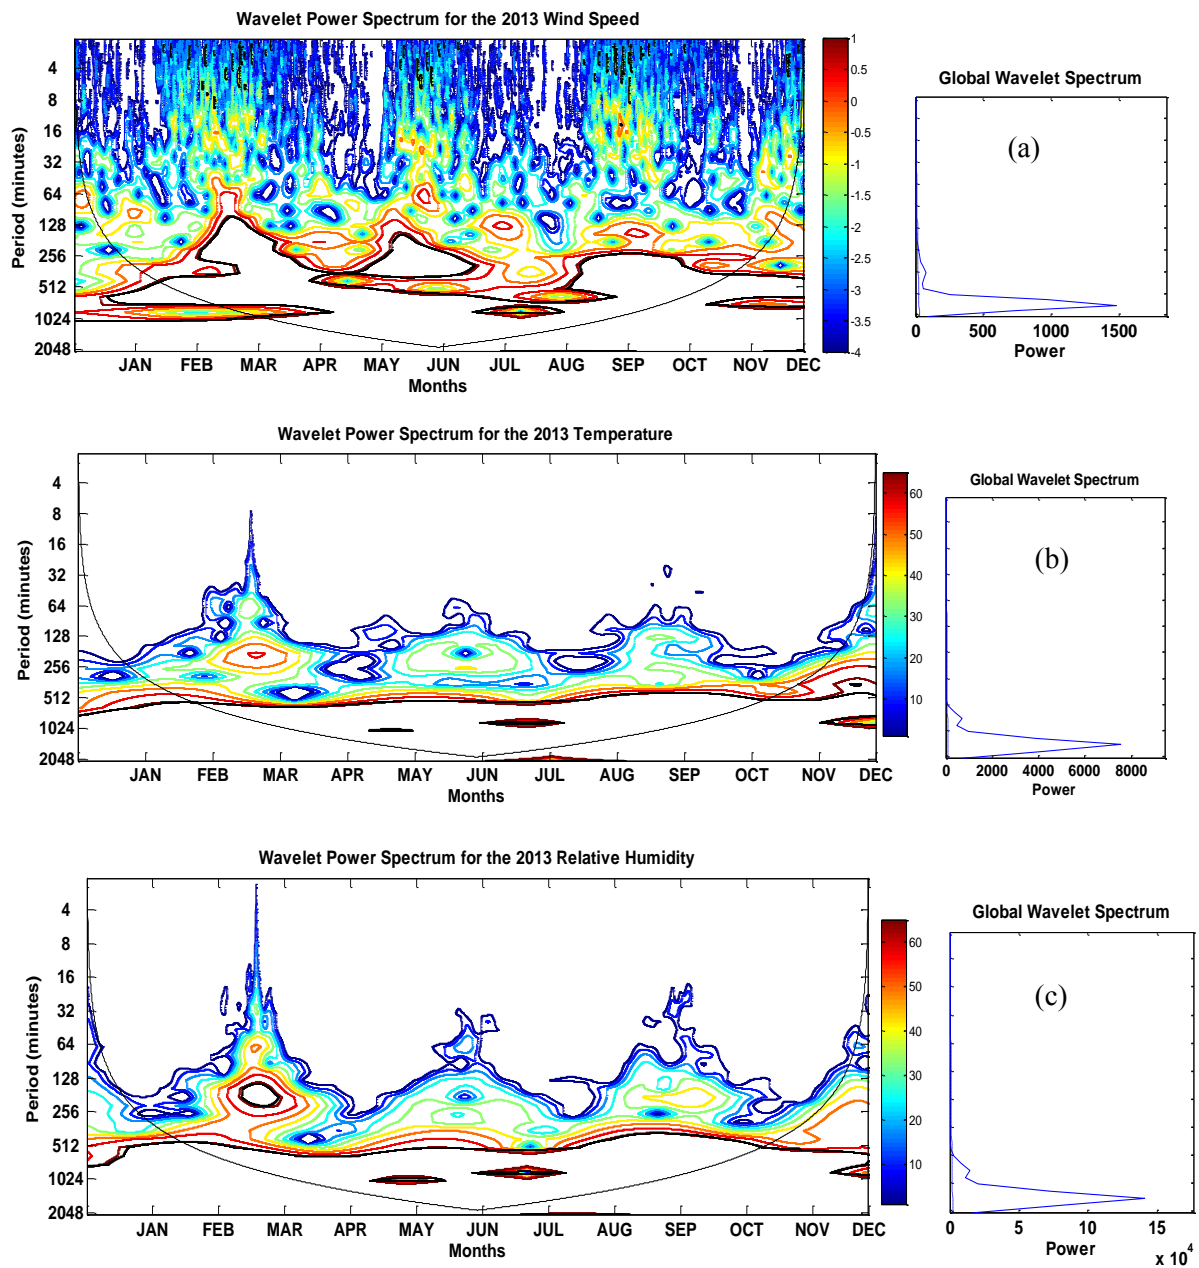 Wavelet Power Spectrum for the 2013 Wind Speed
Period (minutes)
4
8
16
32
64
128
256
512
1024
2048
JAN FEB MAR APR MAY JUN JUL AUG SEP OCT NOV DEC
Months
1
0.5
0
-0.5
-1
-1.5
-2
-2.5
-3
-3.5
-4
Global Wavelet Spectrum
(a)
0 500 1000 1500
Power
Wavelet Power Spectrum for the 2013 Temperature
Period (minutes)
4
8
16
32
64
128
256
512
1024
2048
JAN FEB MAR APR MAY JUN JUL AUG SEP OCT NOV DEC
Months
60
50
40
30
20
10
Global Wavelet Spectrum
(b)
0 2000 4000 6000 8000
Power
Wavelet Power Spectrum for the 2013 Relative Humidity
Period (minutes)
4
8
16
32
64
128
256
512
1024
2048
JAN FEB MAR APR MAY JUN JUL AUG SEP OCT NOV DEC
Months
60
50
40
30
20
10
Global Wavelet Spectrum
(c)
0 5 10 15
Power
x 10^4